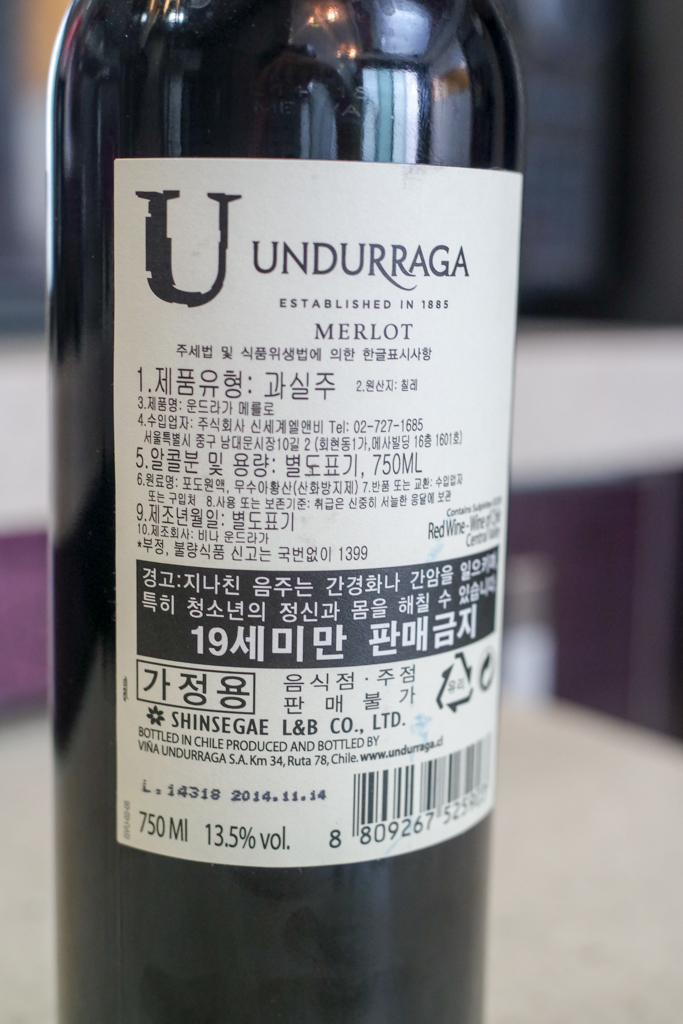 U UNDURRAGA
ESTABLISHED IN 1885
MERLOT
주세법 및 식품위생법에 의한 한글표시사항
1.제품유형: 과실주 2.원산지: 칠레
3.제품명: 운드라가 메를로
4.수입업자: 주식회사 신세계엘앤비 Tel: 02-727-1685
서울특별시 중구 남대문시장10길 2 (회현동1가,메사빌딩 16층 1601호)
5.알콜분 및 용량: 별도표기, 750ML
6.원료명: 포도원액, 무수아황산(산화방지제) 7.반품 또는 교환: 수입업자
또는 구입처 8.사용 또는 보존기준: 취급은 신중히 서늘한 응달에 보관
Contains
9.제조년월일: 별도표기
Red Wine - Wine of
10.제조회사: 비나 운드라가
Central
*부정, 불량식품 신고는 국번없이 1399
경고:지나친 음주는 간경화나 간암을 일으키며
특히 청소년의 정신과 몸을 해칠 수 있습니다
19세미만 판매금지
가정용
음식점·주점
판매불가
유리
SHINSEGAE L&B CO., LTD.
BOTTLED IN CHILE PRODUCED AND BOTTLED BY
VIÑA UNDURRAGA S.A. Km 34, Ruta 78, Chile. www.undurraga.cl
L.14318 2014.11.14
750 Ml 13.5% vol.
8 809267